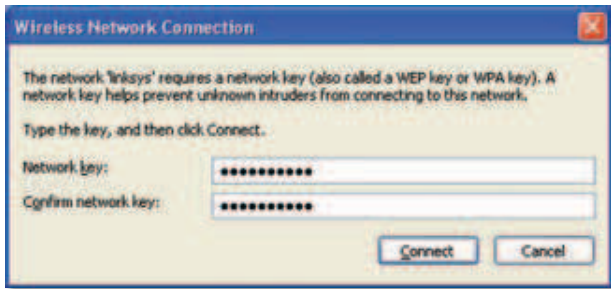 Wireless Network Connection
The network 'linksys' requires a network key (also called a WEP key or WPA key). A
network key helps prevent unknown intruders from connecting to this network.
Type the key, and then click Connect.
Network key: ●●●●●●●●●●
Confirm network key: ●●●●●●●●●●
Connect Cancel